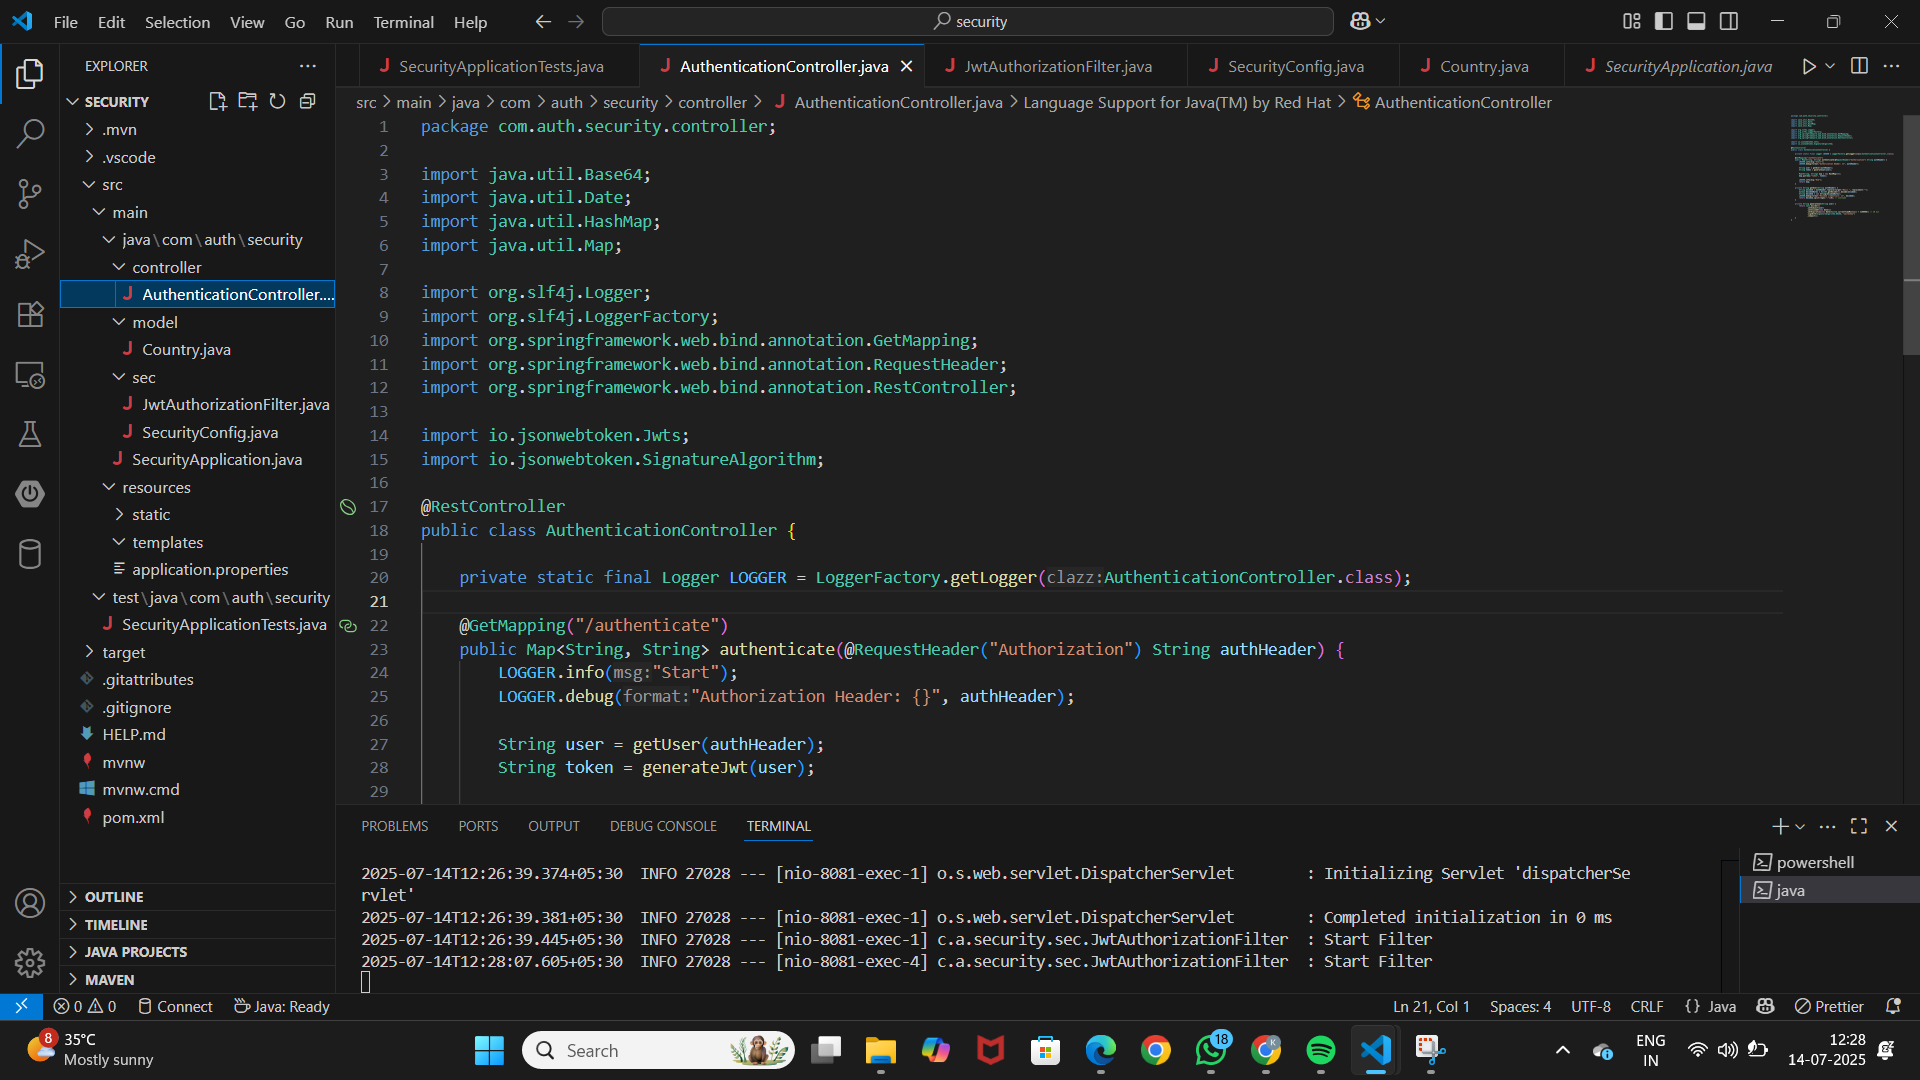 File Edit Selection View Go Run Terminal Help
security
EXPLORER
SECURITY
.mvn
.vscode
src
main
java\com\auth\security
controller
AuthenticationController....
model
Country.java
sec
JwtAuthorizationFilter.java
SecurityConfig.java
SecurityApplication.java
resources
static
templates
application.properties
test\java\com\auth\security
SecurityApplicationTests.java
target
.gitattributes
.gitignore
HELP.md
mvnw
mvnw.cmd
pom.xml
OUTLINE
TIMELINE
JAVA PROJECTS
MAVEN
SecurityApplicationTests.java AuthenticationController.java JwtAuthorizationFilter.java SecurityConfig.java Country.java SecurityApplication.java
src > main > java > com > auth > security > controller > AuthenticationController.java > Language Support for Java(TM) by Red Hat > AuthenticationController
1 package com.auth.security.controller;
2
3 import java.util.Base64;
4 import java.util.Date;
5 import java.util.HashMap;
6 import java.util.Map;
7
8 import org.slf4j.Logger;
9 import org.slf4j.LoggerFactory;
10 import org.springframework.web.bind.annotation.GetMapping;
11 import org.springframework.web.bind.annotation.RequestHeader;
12 import org.springframework.web.bind.annotation.RestController;
13
14 import io.jsonwebtoken.Jwts;
15 import io.jsonwebtoken.SignatureAlgorithm;
16
17 @RestController
18 public class AuthenticationController {
19
20 private static final Logger LOGGER = LoggerFactory.getLogger(clazz:AuthenticationController.class);
21
22 @GetMapping("/authenticate")
23 public Map<String, String> authenticate(@RequestHeader("Authorization") String authHeader) {
24 LOGGER.info(msg:"Start");
25 LOGGER.debug(format:"Authorization Header: {}", authHeader);
26
27 String user = getUser(authHeader);
28 String token = generateJwt(user);
29
PROBLEMS PORTS OUTPUT DEBUG CONSOLE TERMINAL
2025-07-14T12:26:39.374+05:30 INFO 27028 --- [nio-8081-exec-1] o.s.web.servlet.DispatcherServlet : Initializing Servlet 'dispatcherSe
rvlet'
2025-07-14T12:26:39.381+05:30 INFO 27028 --- [nio-8081-exec-1] o.s.web.servlet.DispatcherServlet : Completed initialization in 0 ms
2025-07-14T12:26:39.445+05:30 INFO 27028 --- [nio-8081-exec-1] c.a.security.sec.JwtAuthorizationFilter : Start Filter
2025-07-14T12:28:07.605+05:30 INFO 27028 --- [nio-8081-exec-4] c.a.security.sec.JwtAuthorizationFilter : Start Filter
powershell
java
0 0 Connect Java: Ready
Ln 21, Col 1 Spaces: 4 UTF-8 CRLF {} Java Prettier
8
35°C
Mostly sunny
Search
18
K
ENG
IN
12:28
14-07-2025